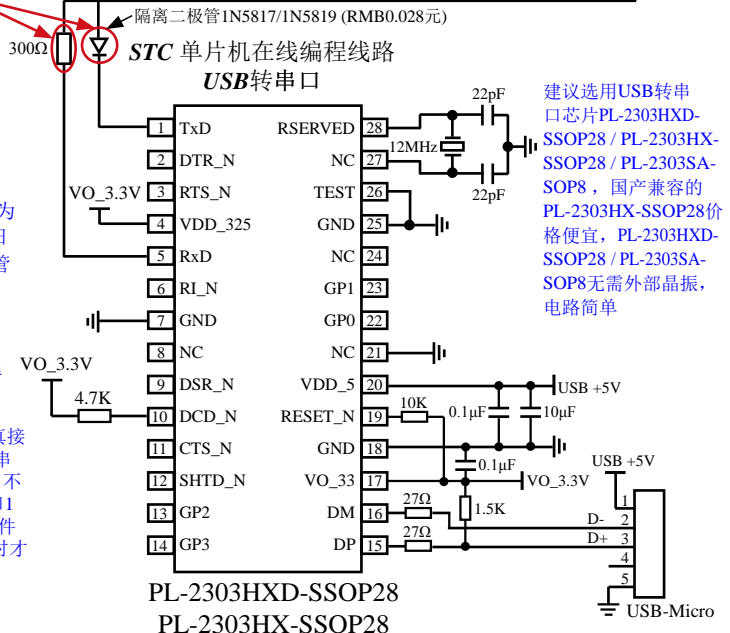 隔离二极管1N5817/1N5819 (RMB0.028元)
300Ω
STC 单片机在线编程线路
USB转串口
22pF
12MHz
22pF
建议选用USB转串
口芯片PL-2303HXD-
SSOP28 / PL-2303HX-
SSOP28 / PL-2303SA-
SOP8 ，国产兼容的
PL-2303HX-SSOP28价
格便宜，PL-2303HXD-
SSOP28 / PL-2303SA-
SOP8无需外部晶振，
电路简单
1 TxD RSERVED 28
2 DTR_N NC 27
VO_3.3V 3 RTS_N TEST 26
4 VDD_325 GND 25
5 RxD NC 24
6 RI_N GP1 23
7 GND GP0 22
8 NC NC 21
VO_3.3V
9 DSR_N VDD_5 20
USB +5V
4.7K
10 DCD_N RESET_N 19
10K
0.1μF
10μF
11 CTS_N GND 18
0.1μF
12 SHTD_N VO_33 17
VO_3.3V
13 GP2 DM 16
27Ω
1.5K
14 GP3 DP 15
27Ω
USB +5V
1
D- 2
D+ 3
4
5
USB-Micro
为
管
接
串
不
1
件
时才
PL-2303HXD-SSOP28
PL-2303HX-SSOP28